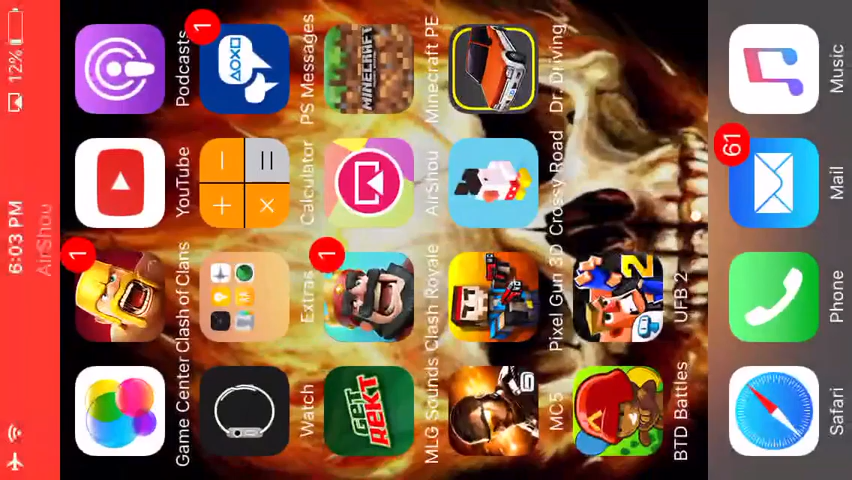 6:03 PM
12%
AirShou
1
Game Center
Clash of Clans
YouTube
Podcasts
1
Watch
Extras
Calculator
PS Messages
1
GET REKT
MINECRAFT
MLG Sounds
Clash Royale
AirShou
Minecraft PE
MC5
Pixel Gun 3D
Crossy Road
Dr. Driving
2
BTD Battles
UFB 2
61
Safari
Phone
Mail
Music